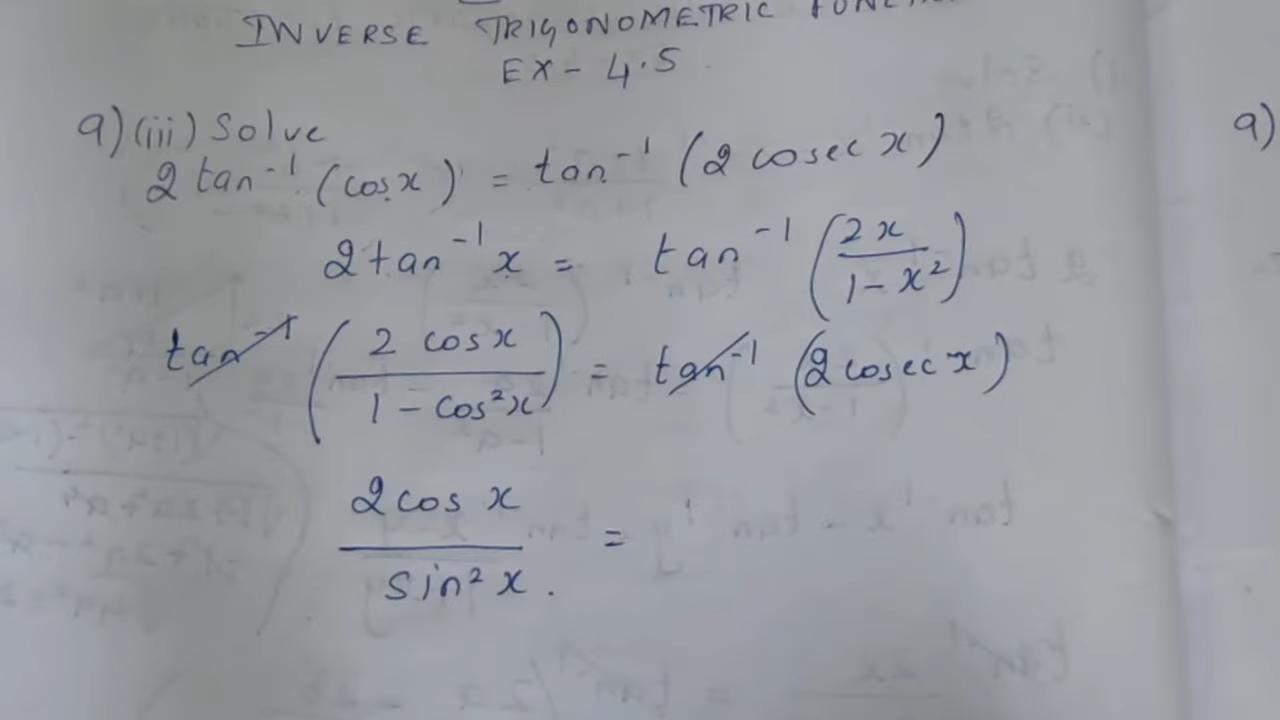 INVERSE TRIGONOMETRIC
EX - 4.5
9) (iii) Solve
2 tan⁻¹ (cos x) = tan⁻¹ (2 cosec x)
2 tan⁻¹ x = tan⁻¹ (2x / 1 - x²)
tan⁻¹ (2 cos x / 1 - cos² x) = tan⁻¹ (2 cosec x)
2 cos x / sin² x. =
9)